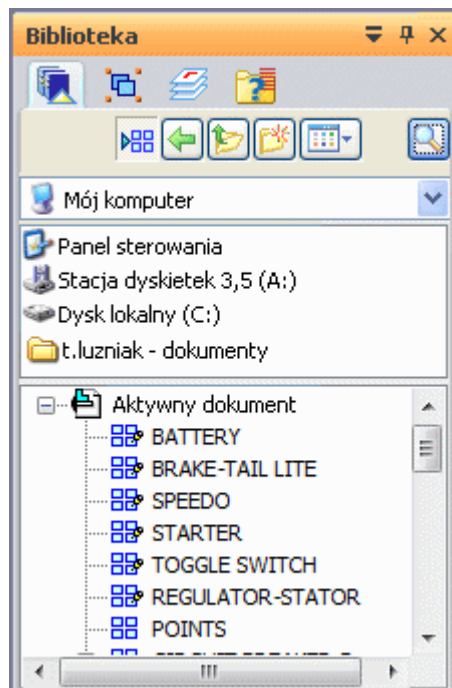 Biblioteka
Mój komputer
Panel sterowania
Stacja dyskietek 3,5 (A:)
Dysk lokalny (C:)
t.luzniak - dokumenty
Aktywny dokument
BATTERY
BRAKE-TAIL LITE
SPEEDO
STARTER
TOGGLE SWITCH
REGULATOR-STATOR
POINTS